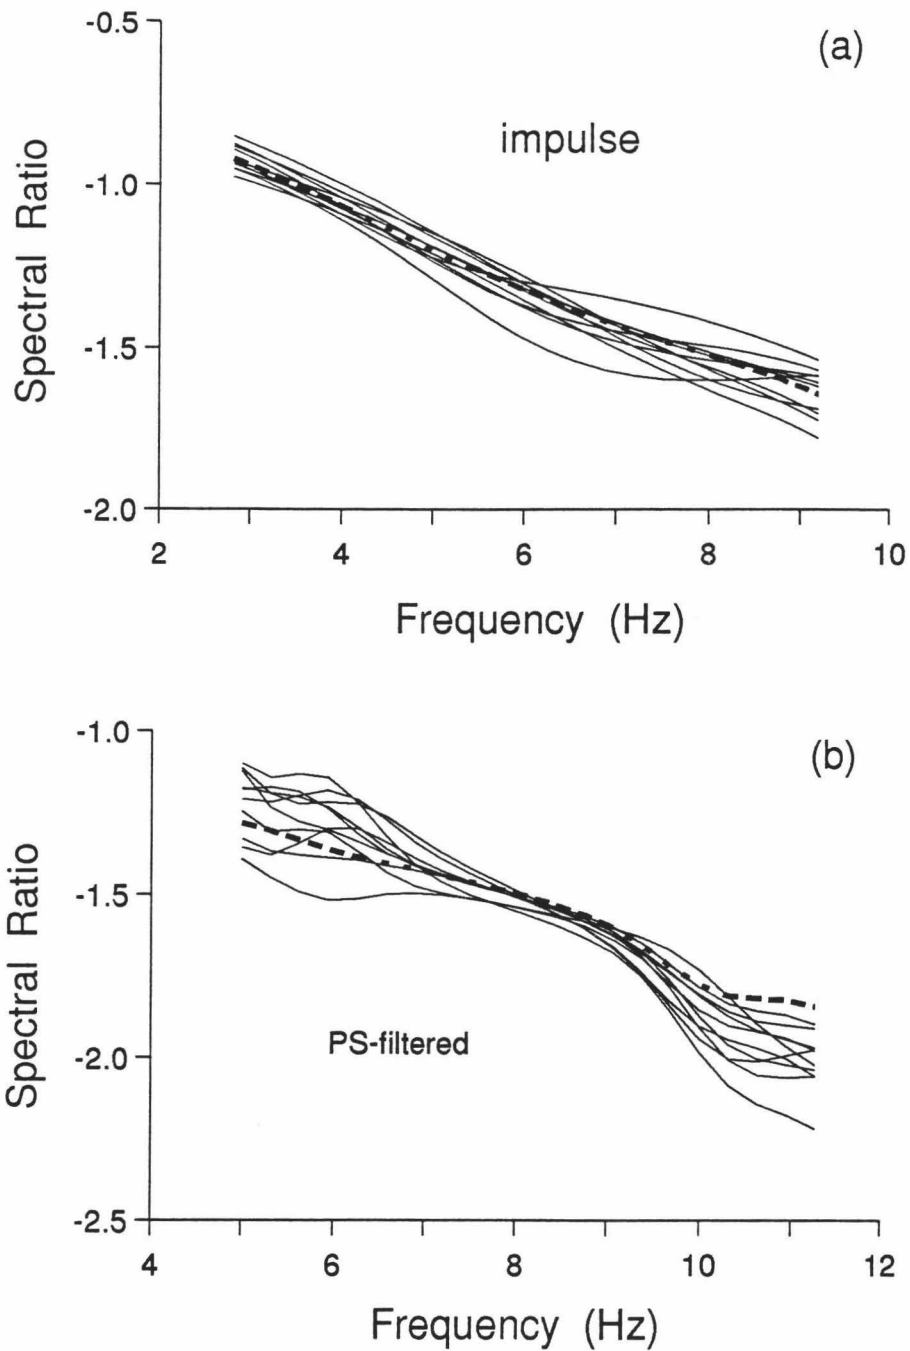 -0.5
(a)
impulse
-1.0
Spectral Ratio
-1.5
-2.0
2 4 6 8 10
Frequency (Hz)
-1.0
(b)
-1.5
Spectral Ratio
PS-filtered
-2.0
-2.5
4 6 8 10 12
Frequency (Hz)